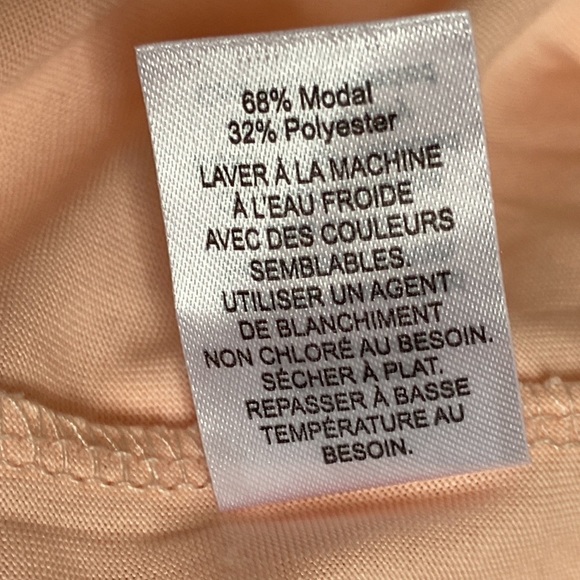 68% Modal
32% Polyester
LAVER À LA MACHINE
À L'EAU FROIDE
AVEC DES COULEURS
SEMBLABLES.
UTILISER UN AGENT
DE BLANCHIMENT
NON CHLORÉ AU BESOIN.
SÉCHER À PLAT.
REPASSER À BASSE
TEMPÉRATURE AU
BESOIN.